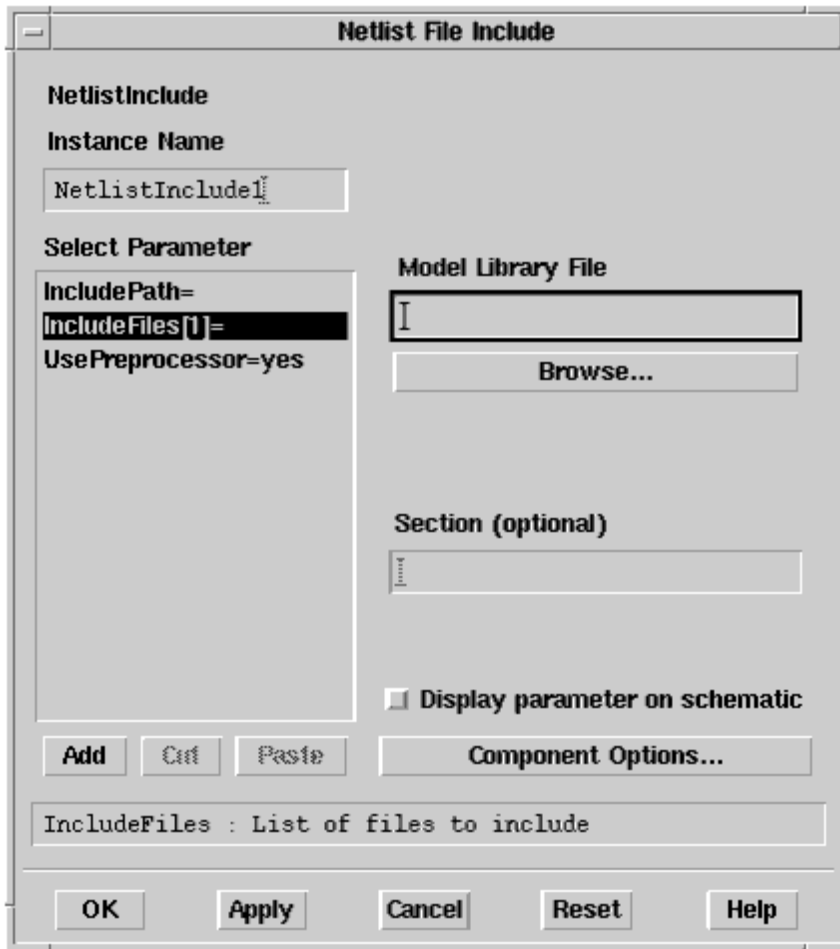 Netlist File Include
NetlistInclude
Instance Name
NetlistInclude1
Select Parameter
IncludePath=
IncludeFiles[1]=
UsePreprocessor=yes
Model Library File
Browse...
Section (optional)
Display parameter on schematic
Add Cut Paste
Component Options...
IncludeFiles : List of files to include
OK Apply Cancel Reset Help